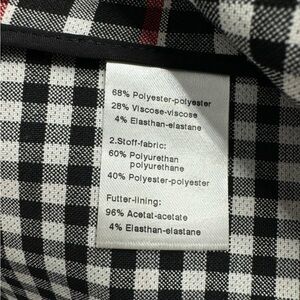 68% Polyester-polyester
28% Viscose-viscose
4% Elasthan-elastane
2.Stoff-fabric:
60% Polyurethan
polyurethane
40% Polyester-polyester
Futter-lining:
96% Acetat-acetate
4% Elasthan-elastane